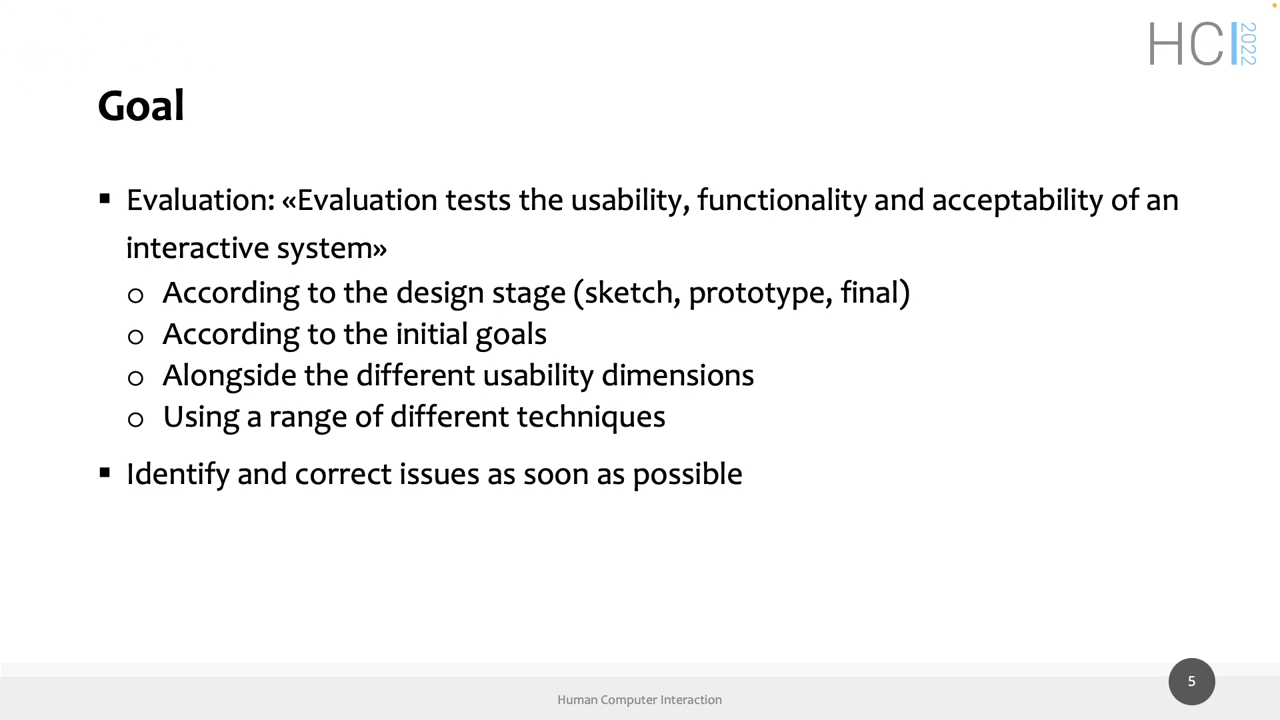 HCI 2022
Goal
▪ Evaluation: «Evaluation tests the usability, functionality and acceptability of an
interactive system»
o According to the design stage (sketch, prototype, final)
o According to the initial goals
o Alongside the different usability dimensions
o Using a range of different techniques
▪ Identify and correct issues as soon as possible
Human Computer Interaction
5